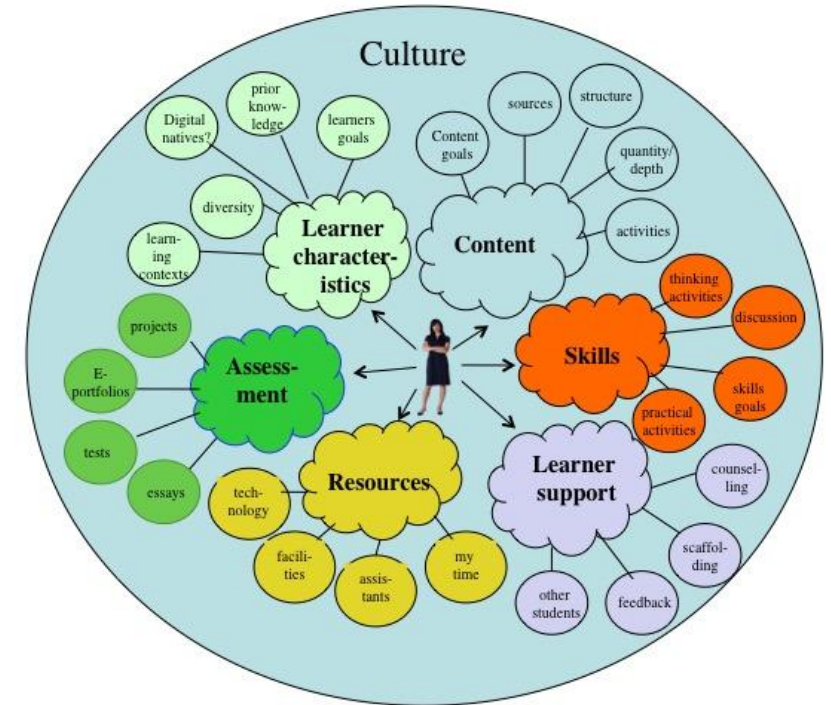 Culture
Digital
natives?
prior
know-
ledge
learners
goals
diversity
learn-
ing
contexts
Learner
character-
istics
Content
goals
sources
structure
quantity/
depth
activities
Content
thinking
activities
discussion
skills
goals
practical
activities
Skills
projects
E-
portfolios
tests
essays
Assess-
ment
Resources
tech-
nology
facili-
ties
assis-
tants
my
time
Learner
support
counsel-
ling
scaffol-
ding
feedback
other
students